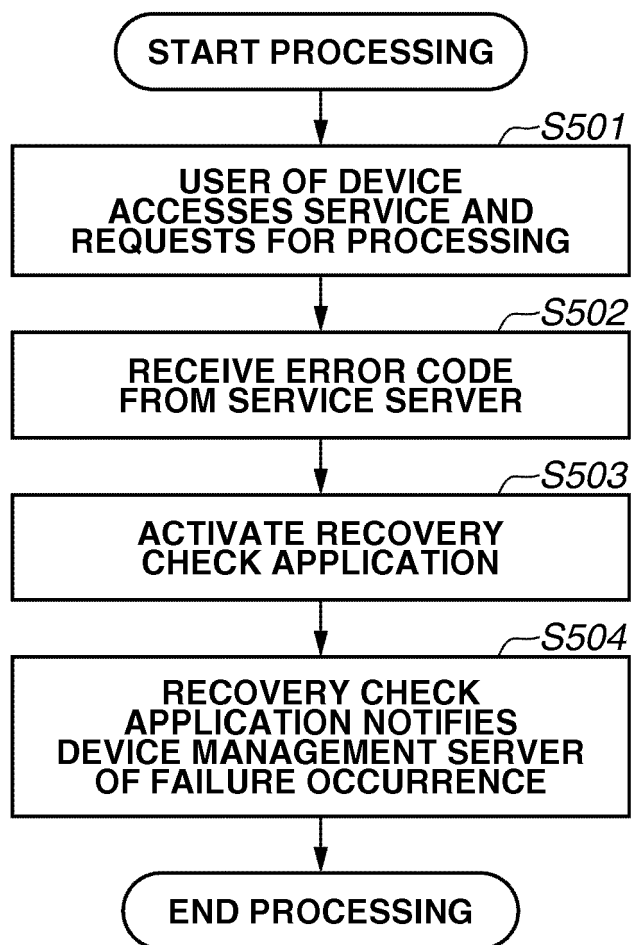 START PROCESSING
S501
USER OF DEVICE
ACCESSES SERVICE AND
REQUESTS FOR PROCESSING
S502
RECEIVE ERROR CODE
FROM SERVICE SERVER
S503
ACTIVATE RECOVERY
CHECK APPLICATION
S504
RECOVERY CHECK
APPLICATION NOTIFIES
DEVICE MANAGEMENT SERVER
OF FAILURE OCCURRENCE
END PROCESSING